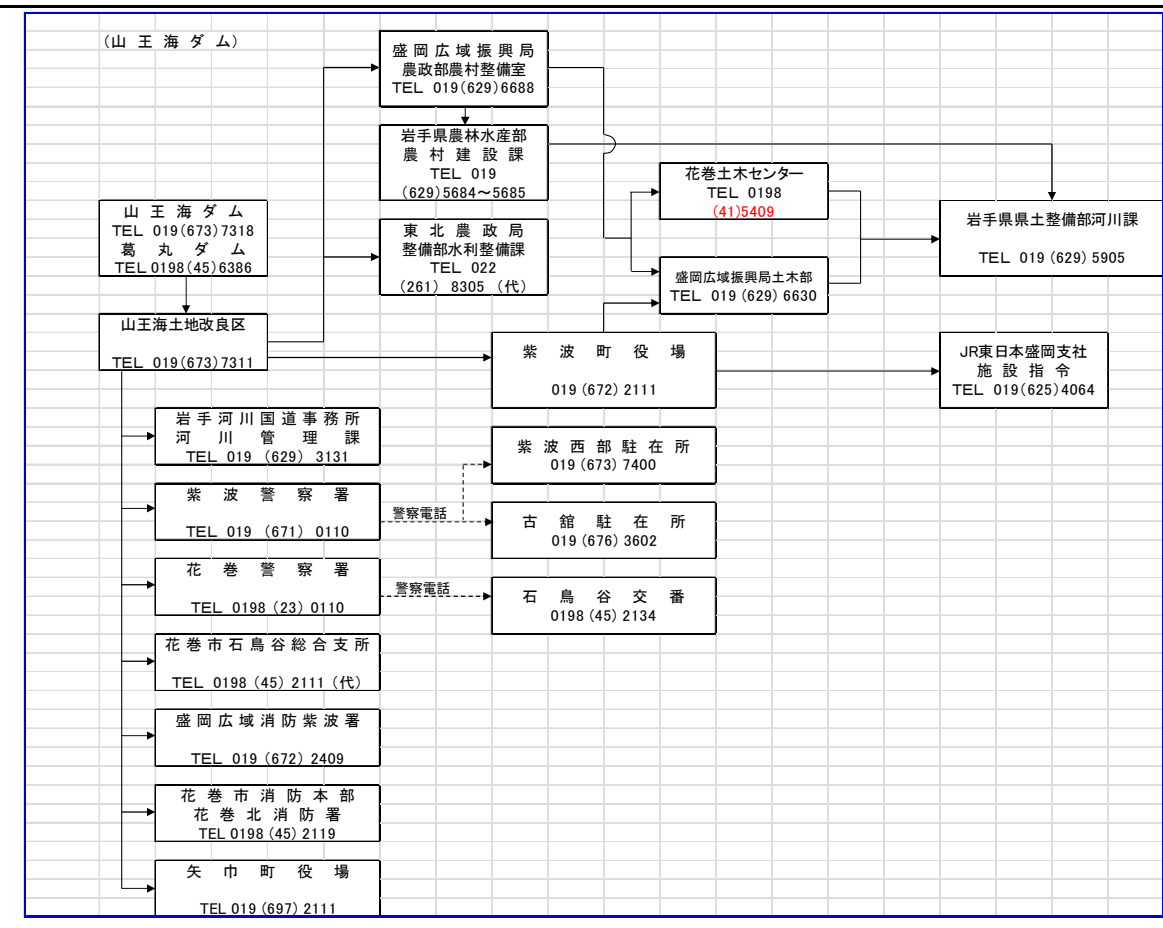 (山王海ダム)
盛岡広域振興局
農政部農村整備室
TEL 019(629)6688
岩手県農林水産部
農村建設課
TEL 019
(629)5684～5685
東北農政局
整備部水利整備課
TEL 022
(261) 8305 (代)
山王海ダム
TEL 019(673)7318
葛丸ダム
TEL 0198(45)6386
山王海土地改良区
TEL 019(673)7311
花巻土木センター
TEL 0198
(41)5409
盛岡広域振興局土木部
TEL 019 (629) 6630
岩手県県土整備部河川課
TEL 019 (629) 5905
紫波町役場
019 (672) 2111
JR東日本盛岡支社
施設指令
TEL 019(625)4064
岩手河川国道事務所
河川管理課
TEL 019 (629) 3131
紫波警察署
TEL 019 (671) 0110
警察電話
紫波西部駐在所
019 (673) 7400
古舘駐在所
019 (676) 3602
花巻警察署
TEL 0198 (23) 0110
警察電話
石鳥谷交番
0198 (45) 2134
花巻市石鳥谷総合支所
TEL 0198 (45) 2111 (代)
盛岡広域消防紫波署
TEL 019 (672) 2409
花巻市消防本部
花巻北消防署
TEL 0198 (45) 2119
矢巾町役場
TEL 019 (697) 2111